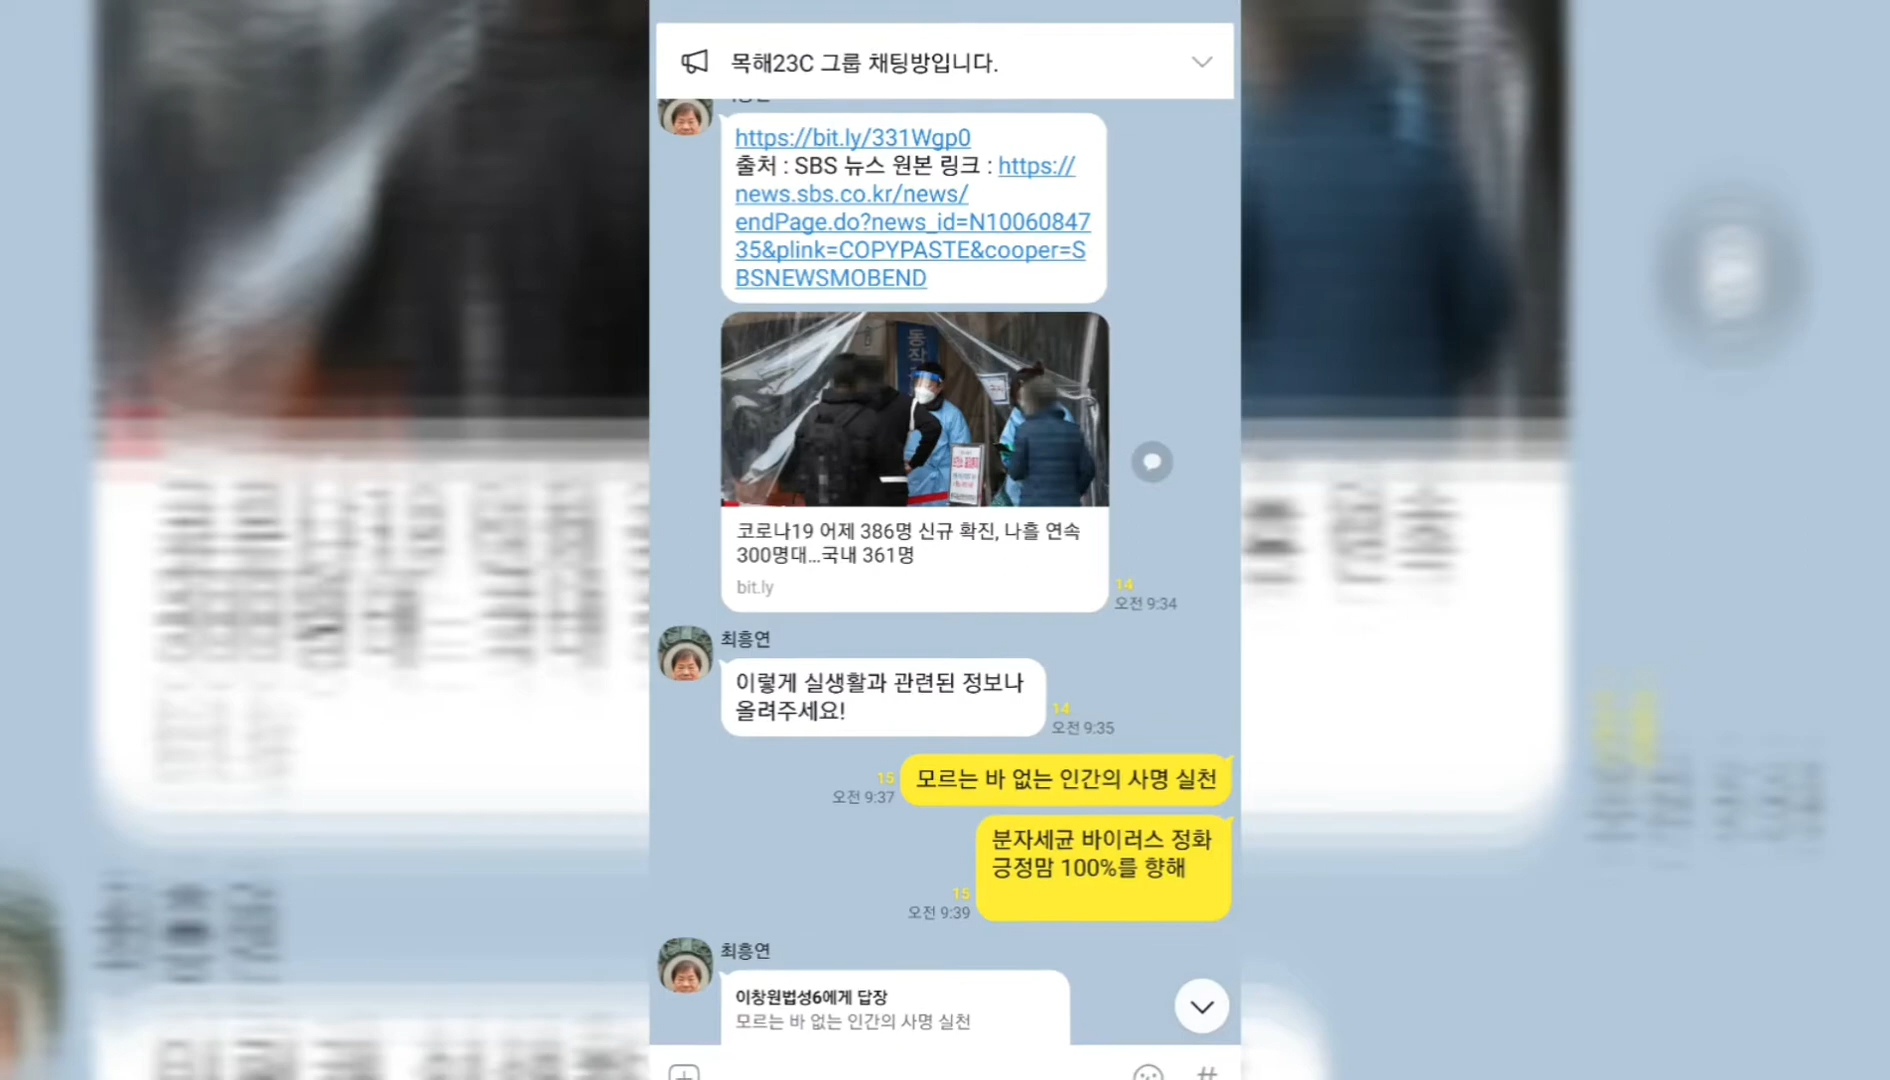 목해23C 그룹 채팅방입니다.
https://bit.ly/331Wgp0
출처 : SBS 뉴스 원본 링크 : https://
news.sbs.co.kr/news/
endPage.do?news_id=N10060847
35&plink=COPYPASTE&cooper=S
BSNEWSMOBEND
동작
코로나19 어제 386명 신규 확진, 나흘 연속
300명대…국내 361명
bit.ly
14
오전 9:34
최흥연
이렇게 실생활과 관련된 정보나
올려주세요!
14
오전 9:35
모르는 바 없는 인간의 사명 실천
15
오전 9:37
분자세균 바이러스 정화
긍정맘 100%를 향해
15
오전 9:39
최흥연
이창원법성6에게 답장
모르는 바 없는 인간의 사명 실천
#